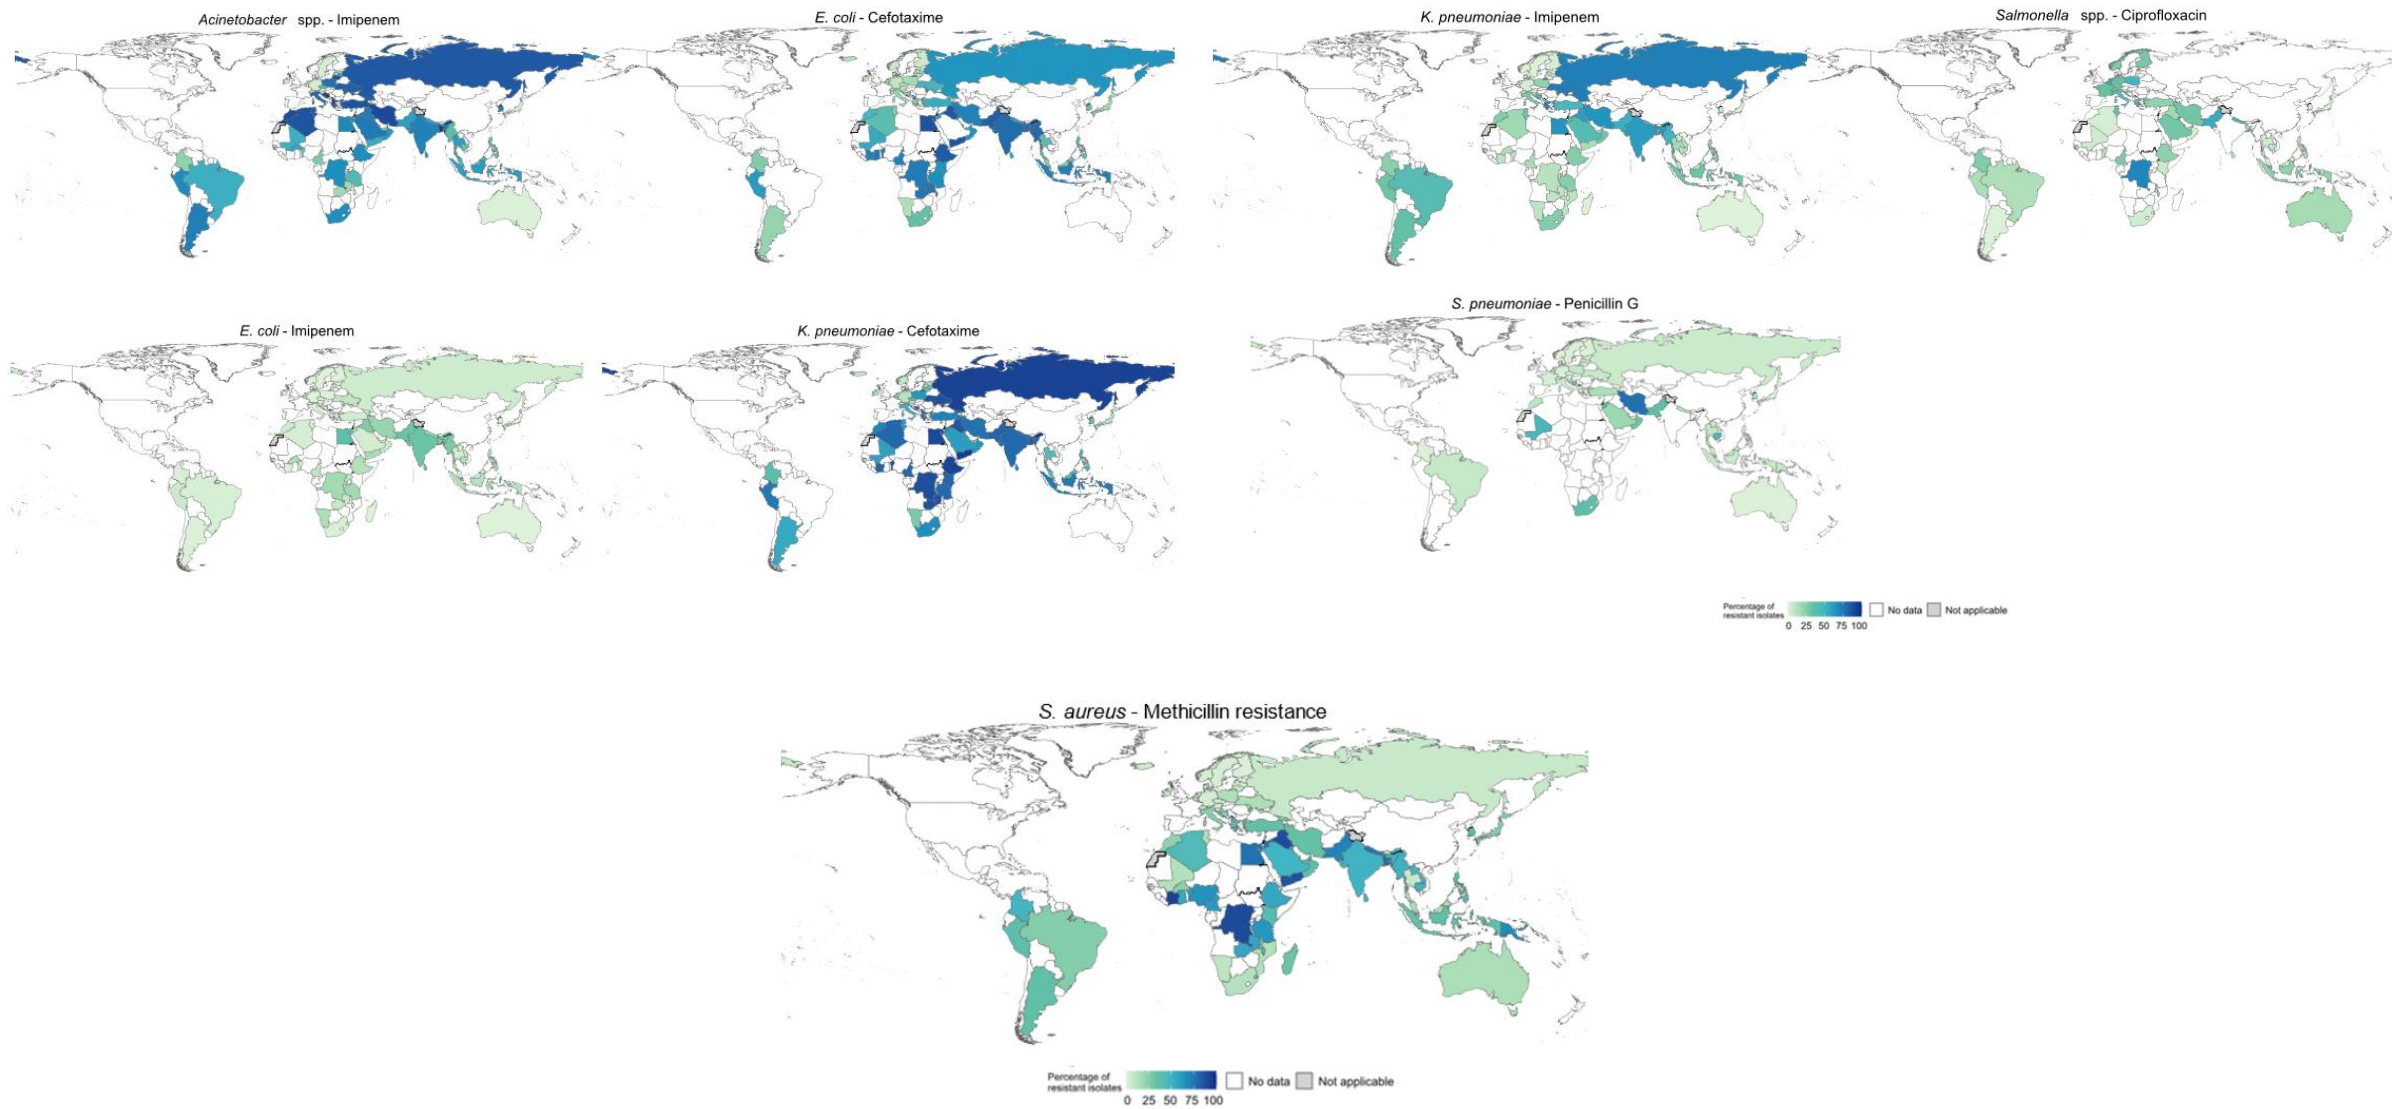 Acinetobacter spp. - Imipenem
E. coli - Cefotaxime
K. pneumoniae - Imipenem
Salmonella spp. - Ciprofloxacin
E. coli - Imipenem
K. pneumoniae - Cefotaxime
S. pneumoniae - Penicillin G
Percentage of
resistant isolates
0 25 50 75 100
No data
Not applicable
S. aureus - Methicillin resistance
Percentage of
resistant isolates
0 25 50 75 100
No data
Not applicable